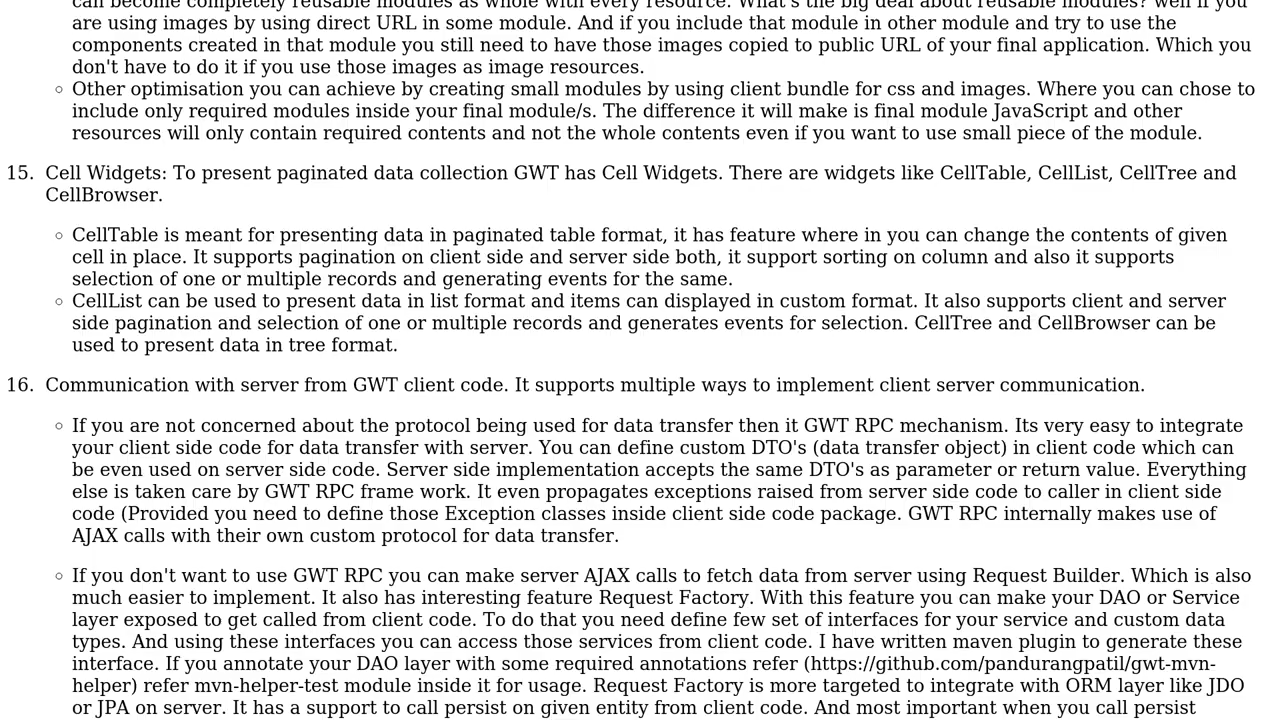 can become completely reusable modules as whole with every resource. What's the big deal about reusable modules? well if you
are using images by using direct URL in some module. And if you include that module in other module and try to use the
components created in that module you still need to have those images copied to public URL of your final application. Which you
don't have to do it if you use those images as image resources.
Other optimisation you can achieve by creating small modules by using client bundle for css and images. Where you can chose to
include only required modules inside your final module/s. The difference it will make is final module JavaScript and other
resources will only contain required contents and not the whole contents even if you want to use small piece of the module.
15. Cell Widgets: To present paginated data collection GWT has Cell Widgets. There are widgets like CellTable, CellList, CellTree and
CellBrowser.
CellTable is meant for presenting data in paginated table format, it has feature where in you can change the contents of given
cell in place. It supports pagination on client side and server side both, it support sorting on column and also it supports
selection of one or multiple records and generating events for the same.
CellList can be used to present data in list format and items can displayed in custom format. It also supports client and server
side pagination and selection of one or multiple records and generates events for selection. CellTree and CellBrowser can be
used to present data in tree format.
16. Communication with server from GWT client code. It supports multiple ways to implement client server communication.
If you are not concerned about the protocol being used for data transfer then it GWT RPC mechanism. Its very easy to integrate
your client side code for data transfer with server. You can define custom DTO's (data transfer object) in client code which can
be even used on server side code. Server side implementation accepts the same DTO's as parameter or return value. Everything
else is taken care by GWT RPC frame work. It even propagates exceptions raised from server side code to caller in client side
code (Provided you need to define those Exception classes inside client side code package. GWT RPC internally makes use of
AJAX calls with their own custom protocol for data transfer.
If you don't want to use GWT RPC you can make server AJAX calls to fetch data from server using Request Builder. Which is also
much easier to implement. It also has interesting feature Request Factory. With this feature you can make your DAO or Service
layer exposed to get called from client code. To do that you need define few set of interfaces for your service and custom data
types. And using these interfaces you can access those services from client code. I have written maven plugin to generate these
interface. If you annotate your DAO layer with some required annotations refer (https://github.com/pandurangpatil/gwt-mvn-
helper) refer mvn-helper-test module inside it for usage. Request Factory is more targeted to integrate with ORM layer like JDO
or JPA on server. It has a support to call persist on given entity from client code. And most important when you call persist